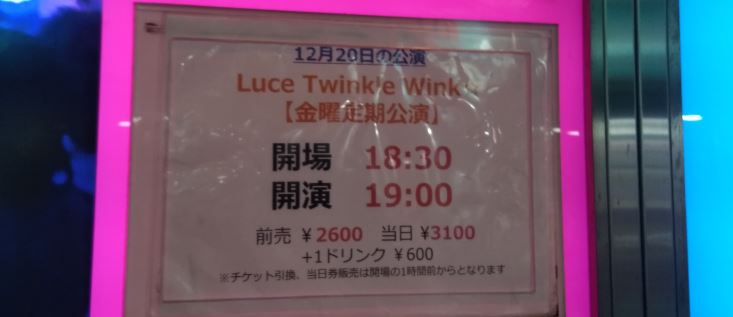 12月20日の公演
Luce Twinkle Wink☆
【金曜定期公演】
開場 18:30
開演 19:00
前売 ¥2600 当日 ¥3100
+1ドリンク ¥600
※チケット引換、当日券販売は開場の1時間前からとなります